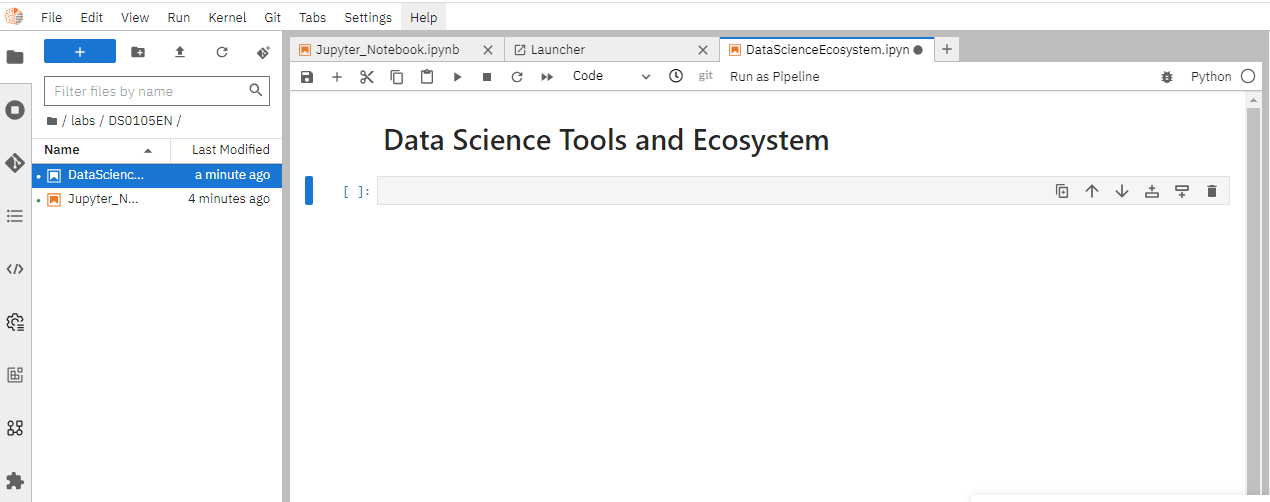 File Edit View Run Kernel Git Tabs Settings Help
+
Filter files by name
/ labs / DS0105EN /
Name Last Modified
DataScienc... a minute ago
Jupyter_N... 4 minutes ago
Jupyter_Notebook.ipynb Launcher DataScienceEcosystem.ipyn
Code git Run as Pipeline Python
Data Science Tools and Ecosystem
[ ]: